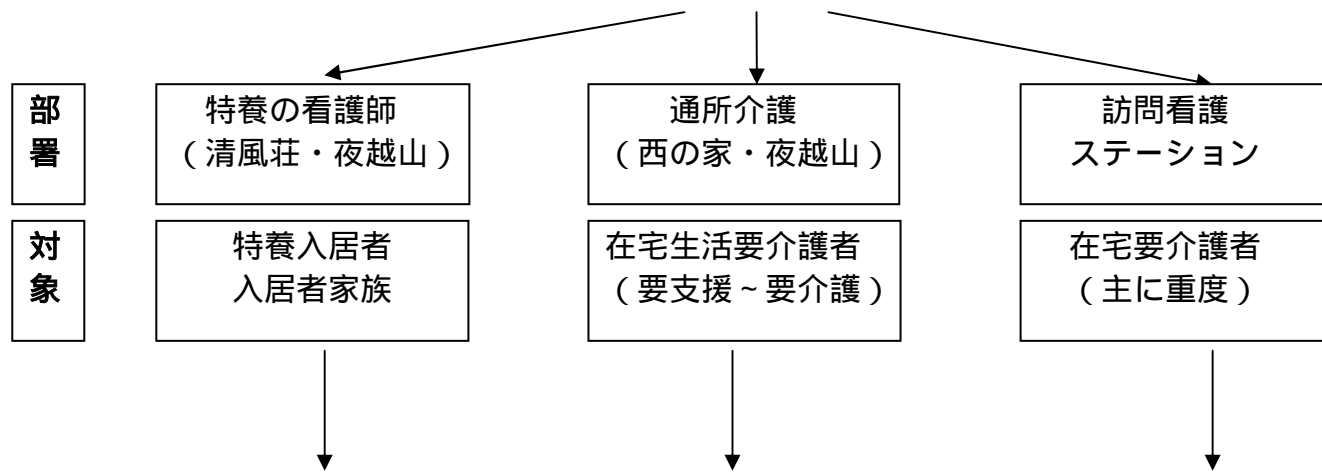 部署
特養の看護師
（清風荘・夜越山）
通所介護
（西の家・夜越山）
訪問看護
ステーション
対象
特養入居者
入居者家族
在宅生活要介護者
（要支援～要介護）
在宅要介護者
（主に重度）